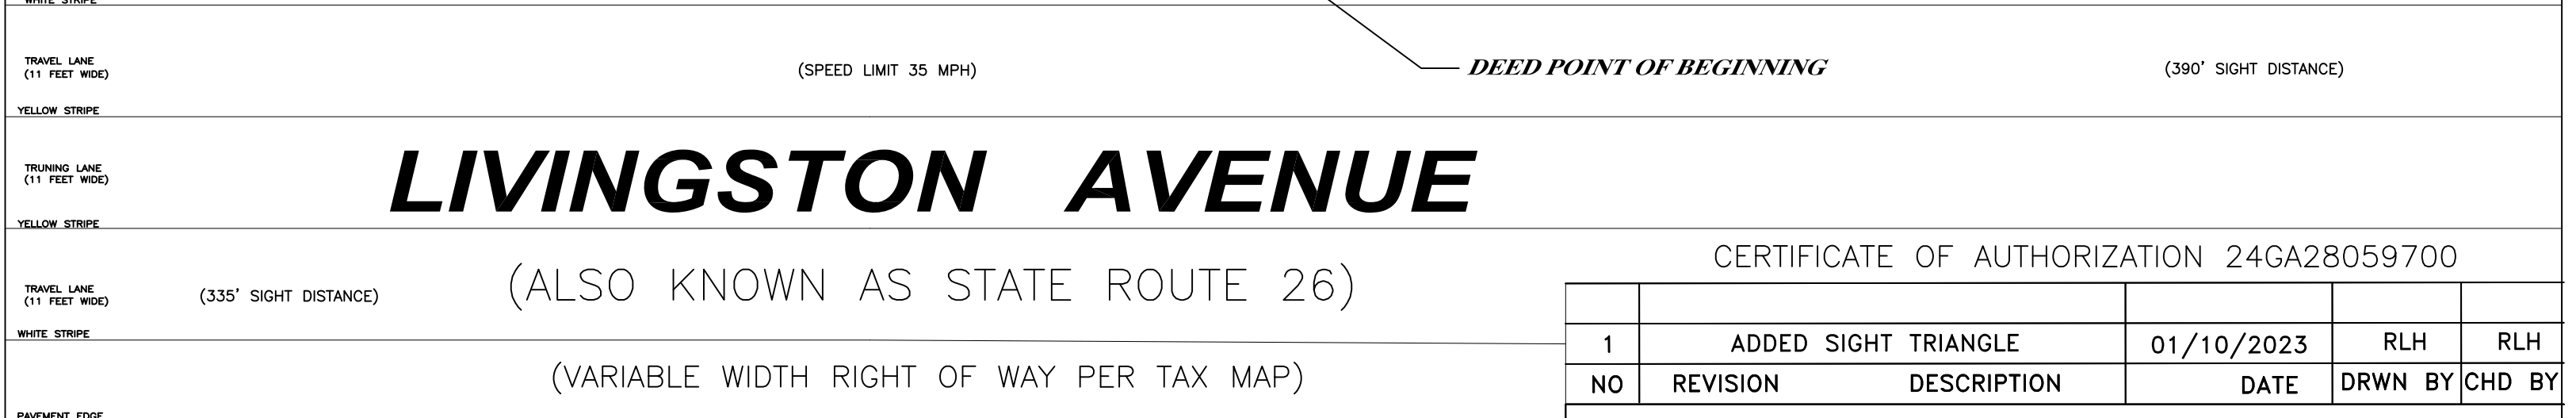 WHITE STRIPE
TRAVEL LANE
(11 FEET WIDE)
(SPEED LIMIT 35 MPH)
DEED POINT OF BEGINNING
(390' SIGHT DISTANCE)
YELLOW STRIPE
TRUNING LANE
(11 FEET WIDE)
LIVINGSTON AVENUE
YELLOW STRIPE
CERTIFICATE OF AUTHORIZATION 24GA28059700
TRAVEL LANE
(11 FEET WIDE)
(335' SIGHT DISTANCE)
(ALSO KNOWN AS STATE ROUTE 26)
WHITE STRIPE
1 ADDED SIGHT TRIANGLE 01/10/2023 RLH RLH
(VARIABLE WIDTH RIGHT OF WAY PER TAX MAP)
NO REVISION DESCRIPTION DATE DRWN BY CHD BY
PAVEMENT EDGE